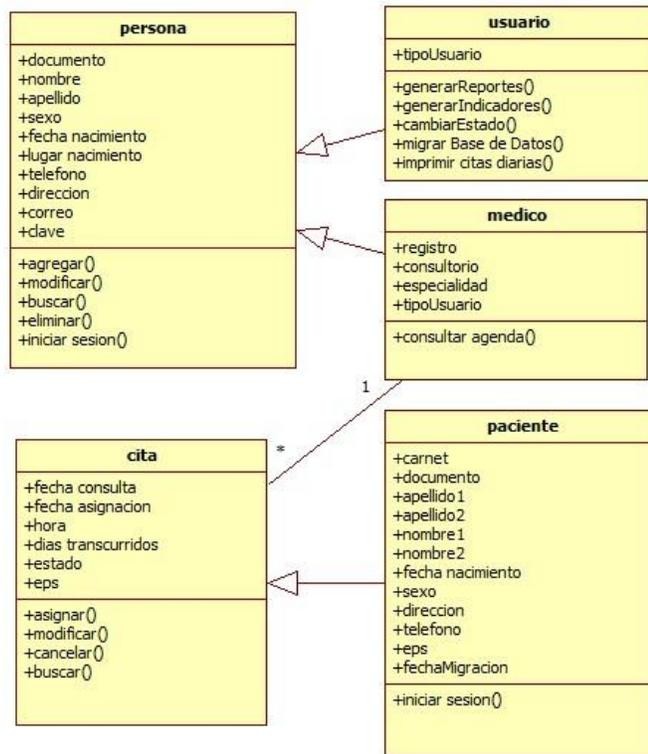 persona
+documento
+nombre
+apellido
+sexo
+fecha nacimiento
+lugar nacimiento
+telefono
+direccion
+correo
+clave
+agregar()
+modificar()
+buscar()
+eliminar()
+iniciar sesion()
usuario
+tipoUsuario
+generarReportes()
+generarIndicadores()
+cambiarEstado()
+migrar Base de Datos()
+imprimir citas diarias()
medico
+registro
+consultorio
+especialidad
+tipoUsuario
+consultar agenda()
1
*
cita
+fecha consulta
+fecha asignacion
+hora
+dias transcurridos
+estado
+eps
+asignar()
+modificar()
+cancelar()
+buscar()
paciente
+carnet
+documento
+apellido1
+apellido2
+nombre1
+nombre2
+fecha nacimiento
+sexo
+direccion
+telefono
+eps
+fechaMigracion
+iniciar sesion()